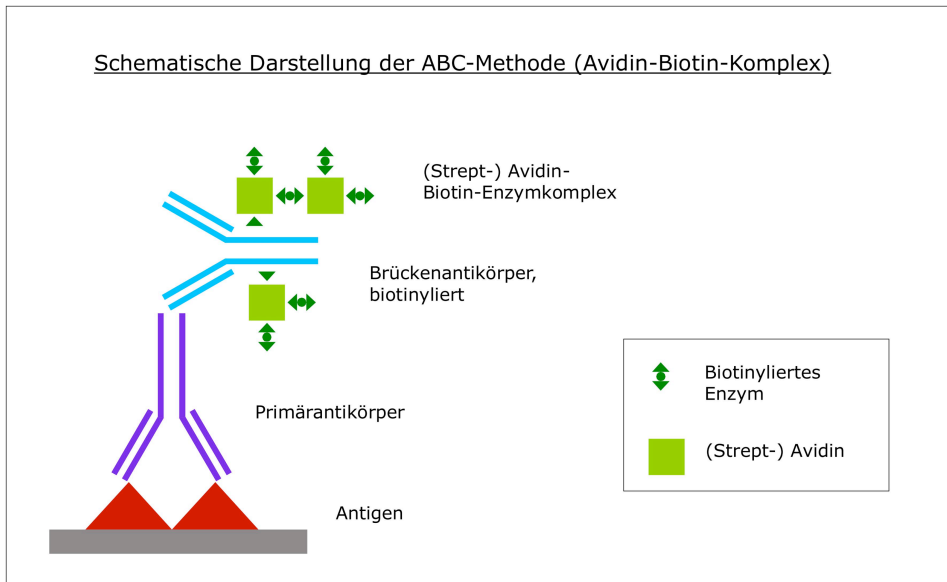 Schematische Darstellung der ABC-Methode (Avidin-Biotin-Komplex)
(Strept-) Avidin-
Biotin-Enzymkomplex
Brückenantikörper,
biotinyliert
Primärantikörper
Antigen
Biotinyliertes
Enzym
(Strept-) Avidin